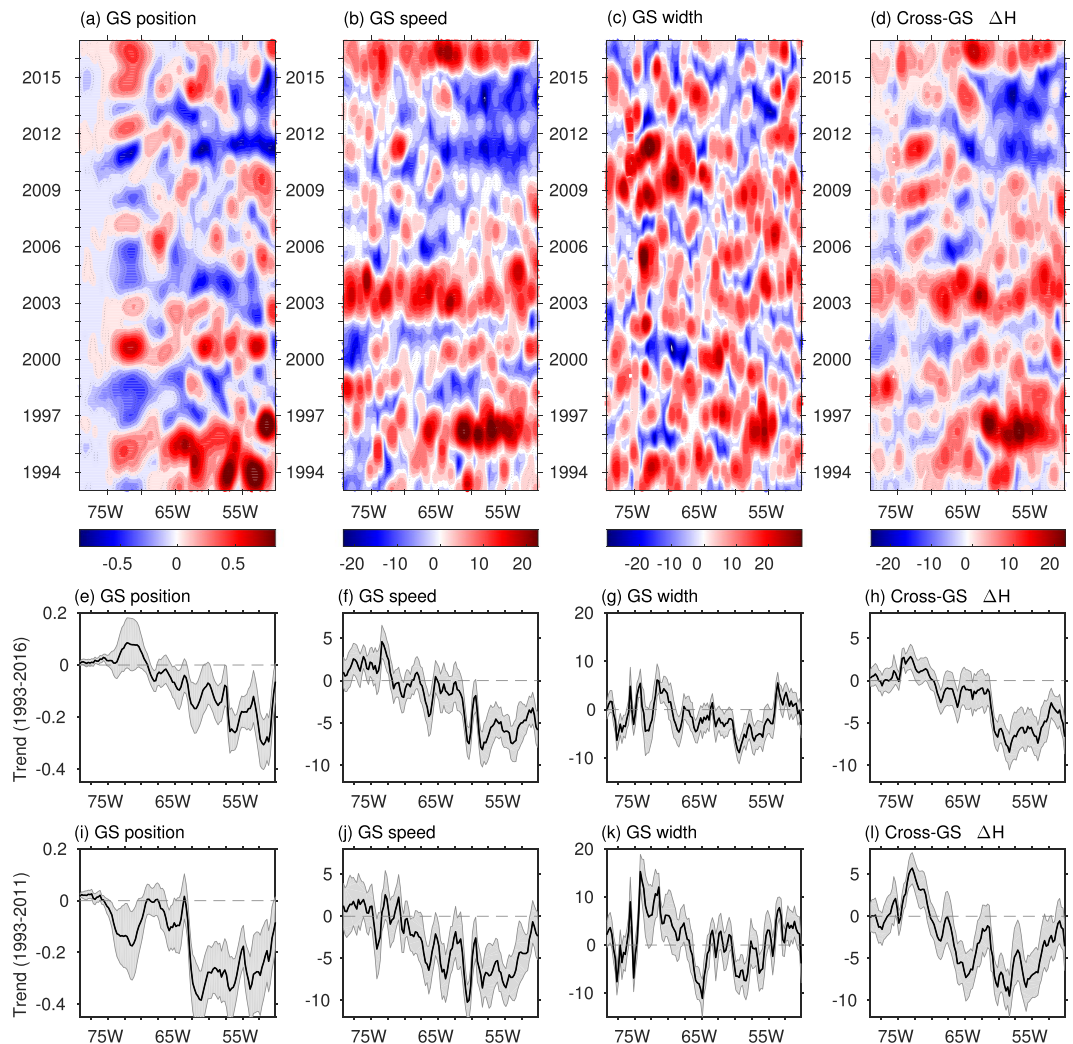 (a) GS position (b) GS speed (c) GS width (d) Cross-GS ΔH
2015 2015 2015 2015
2012 2012 2012 2012
2009 2009 2009 2009
2006 2006 2006 2006
2003 2003 2003 2003
2000 2000 2000 2000
1997 1997 1997 1997
1994 1994 1994 1994
75W 65W 55W 75W 65W 55W 75W 65W 55W 75W 65W 55W
-0.5 0 0.5 -20 -10 0 10 20 -20 -10 0 10 20 -20 -10 0 10 20
(e) GS position (f) GS speed (g) GS width (h) Cross-GS ΔH
Trend (1993-2016)
0.2 5 20 5
0 0 10 0
-0.2 -5 0 -5
-0.4 -10 -10 -10
75W 65W 55W 75W 65W 55W 75W 65W 55W 75W 65W 55W
(i) GS position (j) GS speed (k) GS width (l) Cross-GS ΔH
Trend (1993-2011)
0.2 5 20 5
0 0 10 0
-0.2 -5 0 -5
-0.4 -10 -10 -10
75W 65W 55W 75W 65W 55W 75W 65W 55W 75W 65W 55W